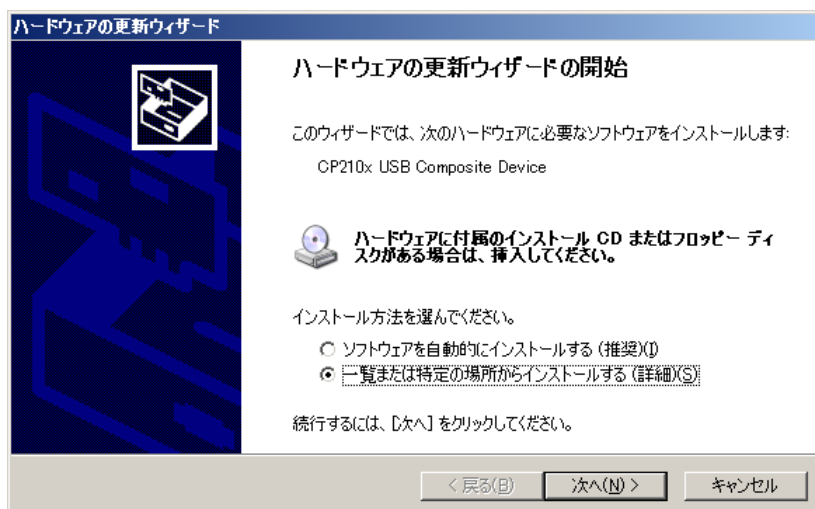 ハードウェアの更新ウィザード
ハードウェアの更新ウィザードの開始
このウィザードでは、次のハードウェアに必要なソフトウェアをインストールします:
CP210x USB Composite Device
ハードウェアに付属のインストール CD またはフロッピー ディ
スクがある場合は、挿入してください。
インストール方法を選んでください。
ソフトウェアを自動的にインストールする (推奨)(I)
一覧または特定の場所からインストールする (詳細)(S)
続行するには、[次へ] をクリックしてください。
< 戻る(B) 次へ(N) > キャンセル